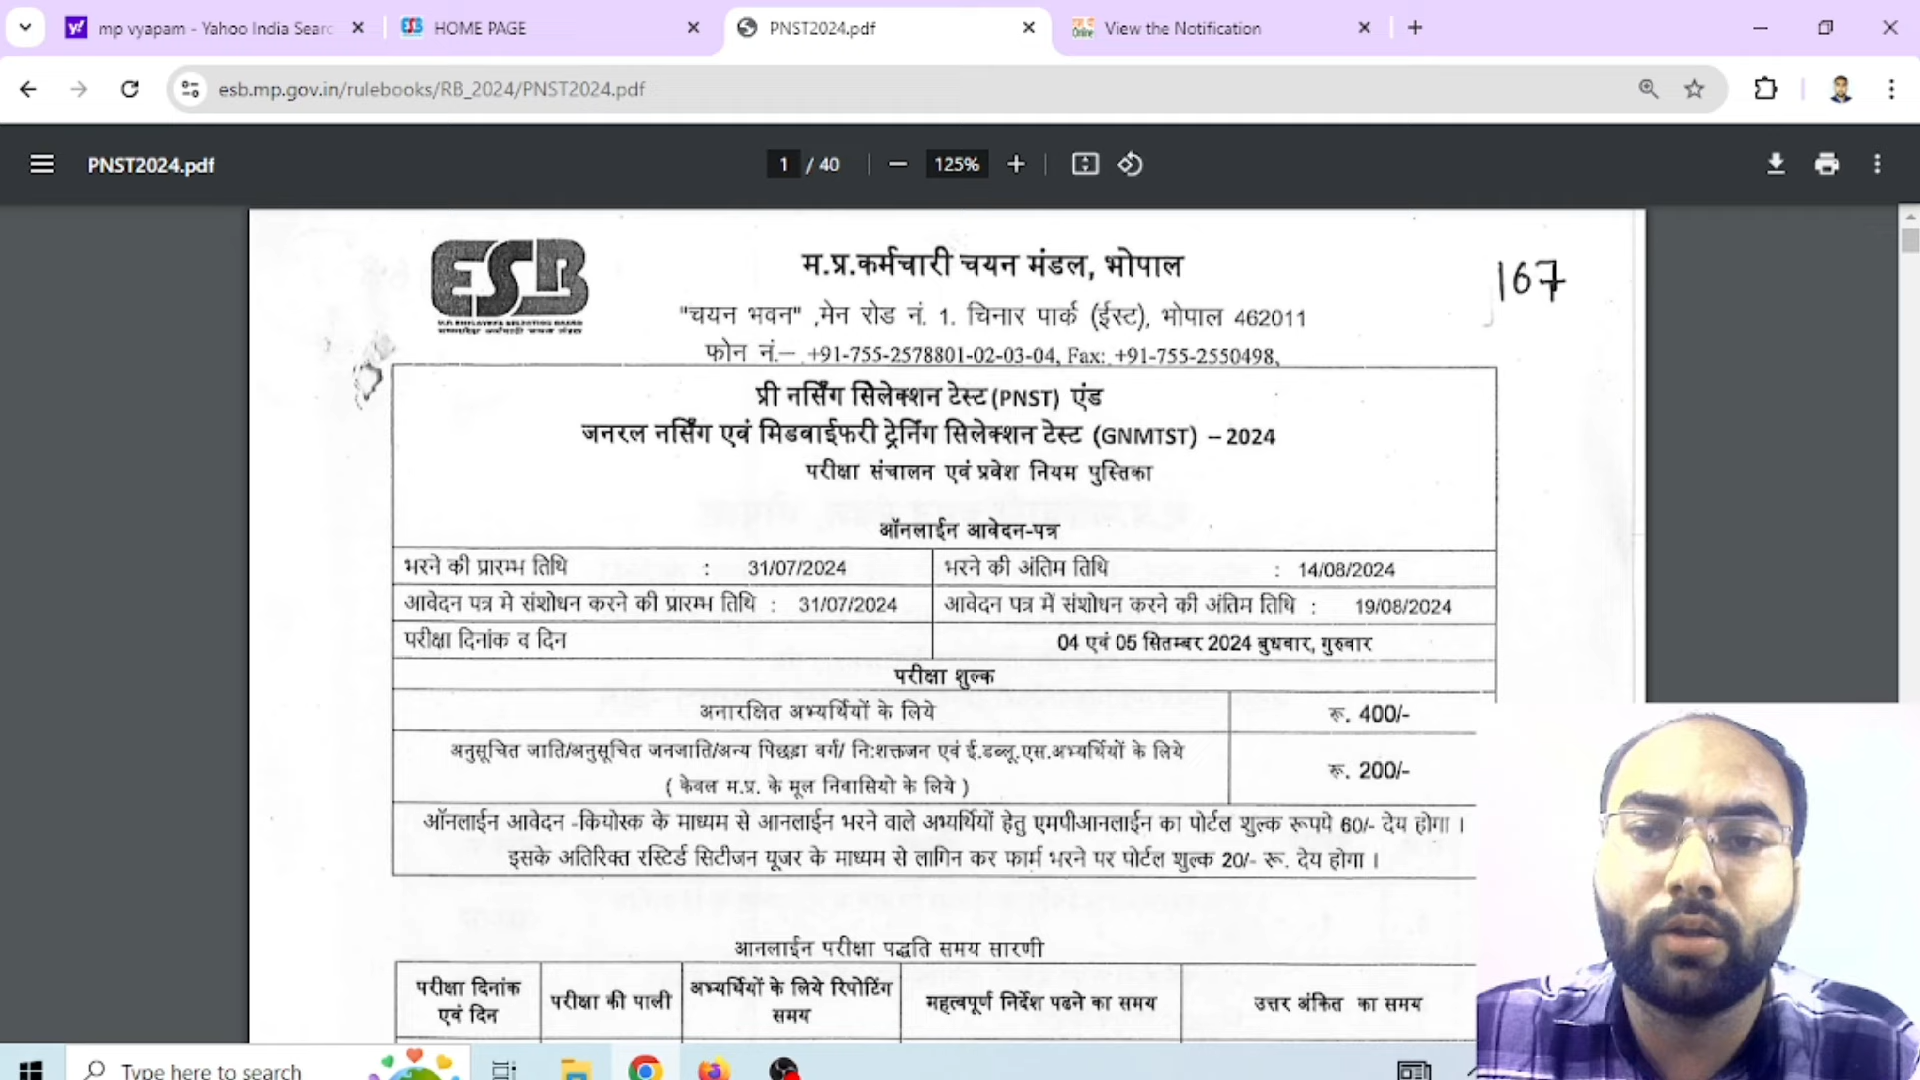 mp vyapam - Yahoo India Searc
HOME PAGE
PNST2024.pdf
View the Notification
esb.mp.gov.in/rulebooks/RB_2024/PNST2024.pdf
PNST2024.pdf
1 / 40
125%
ESB
म.प्र.कर्मचारी चयन मंडल, भोपाल
167
"चयन भवन" ,मेन रोड नं. 1. चिनार पार्क (ईस्ट), भोपाल 462011
फोन नं.– +91-755-2578801-02-03-04, Fax: +91-755-2550498,
प्री नर्सिंग सिलेक्शन टेस्ट (PNST) एंड
जनरल नर्सिंग एवं मिडवाईफरी ट्रेनिंग सिलेक्शन टेस्ट (GNMTST) – 2024
परीक्षा संचालन एवं प्रवेश नियम पुस्तिका
ऑनलाईन आवेदन-पत्र
भरने की प्रारम्भ तिथि : 31/07/2024 भरने की अंतिम तिथि : 14/08/2024
आवेदन पत्र मे संशोधन करने की प्रारम्भ तिथि : 31/07/2024 आवेदन पत्र में संशोधन करने की अंतिम तिथि : 19/08/2024
परीक्षा दिनांक व दिन 04 एवं 05 सितम्बर 2024 बुधवार, गुरुवार
परीक्षा शुल्क
अनारक्षित अभ्यर्थियों के लिये रू. 400/-
अनुसूचित जाति/अनुसूचित जनजाति/अन्य पिछड़ा वर्ग/ नि:शक्तजन एवं ई.डब्लू.एस.अभ्यर्थियों के लिये
( केवल म.प्र. के मूल निवासियो के लिये ) रू. 200/-
ऑनलाईन आवेदन -कियोस्क के माध्यम से आनलाईन भरने वाले अभ्यर्थियों हेतु एमपीआनलाईन का पोर्टल शुल्क रूपये 60/- देय होगा ।
इसके अतिरिक्त रस्टिर्ड सिटीजन यूजर के माध्यम से लागिन कर फार्म भरने पर पोर्टल शुल्क 20/- रू. देय होगा ।
आनलाईन परीक्षा पद्धति समय सारणी
परीक्षा दिनांक एवं दिन
परीक्षा की पाली
अभ्यर्थियों के लिये रिपोर्टिंग समय
महत्वपूर्ण निर्देश पढने का समय
उत्तर अंकित का समय
Type here to search